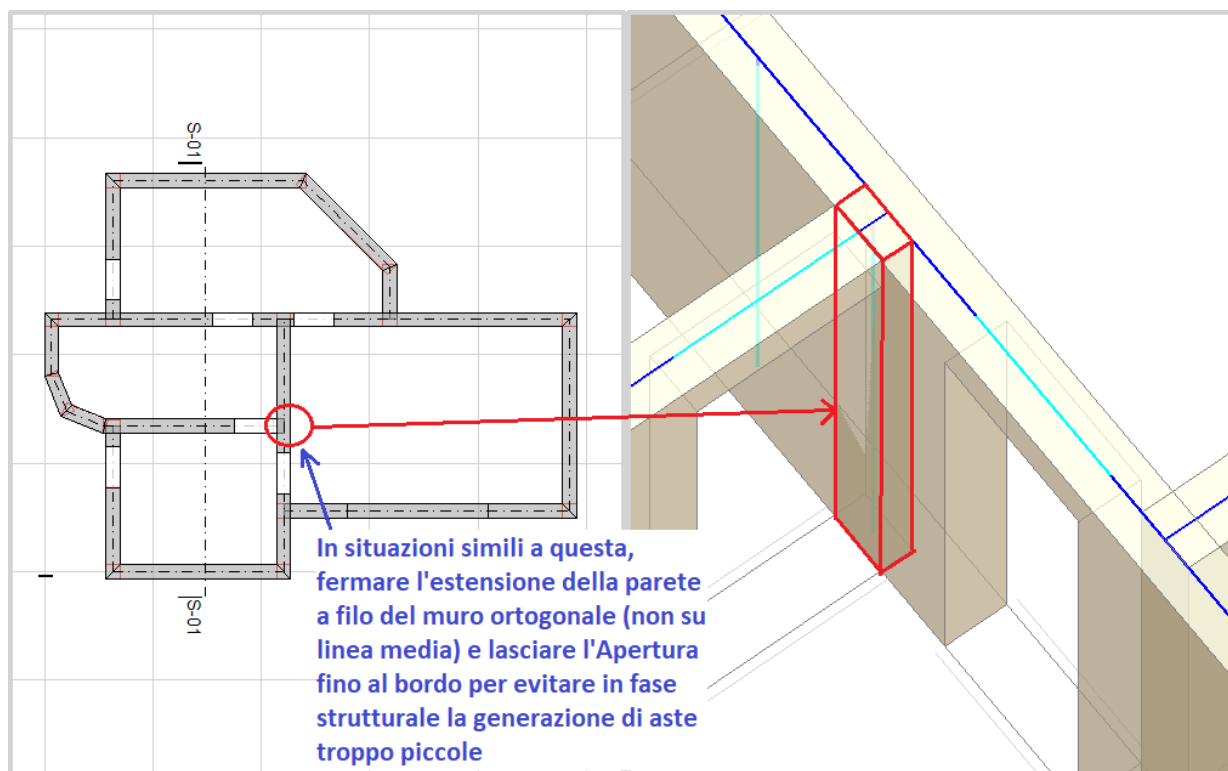 S-01
S-01
In situazioni simili a questa,
fermare l'estensione della parete
a filo del muro ortogonale (non su
linea media) e lasciare l'Apertura
fino al bordo per evitare in fase
strutturale la generazione di aste
troppo piccole